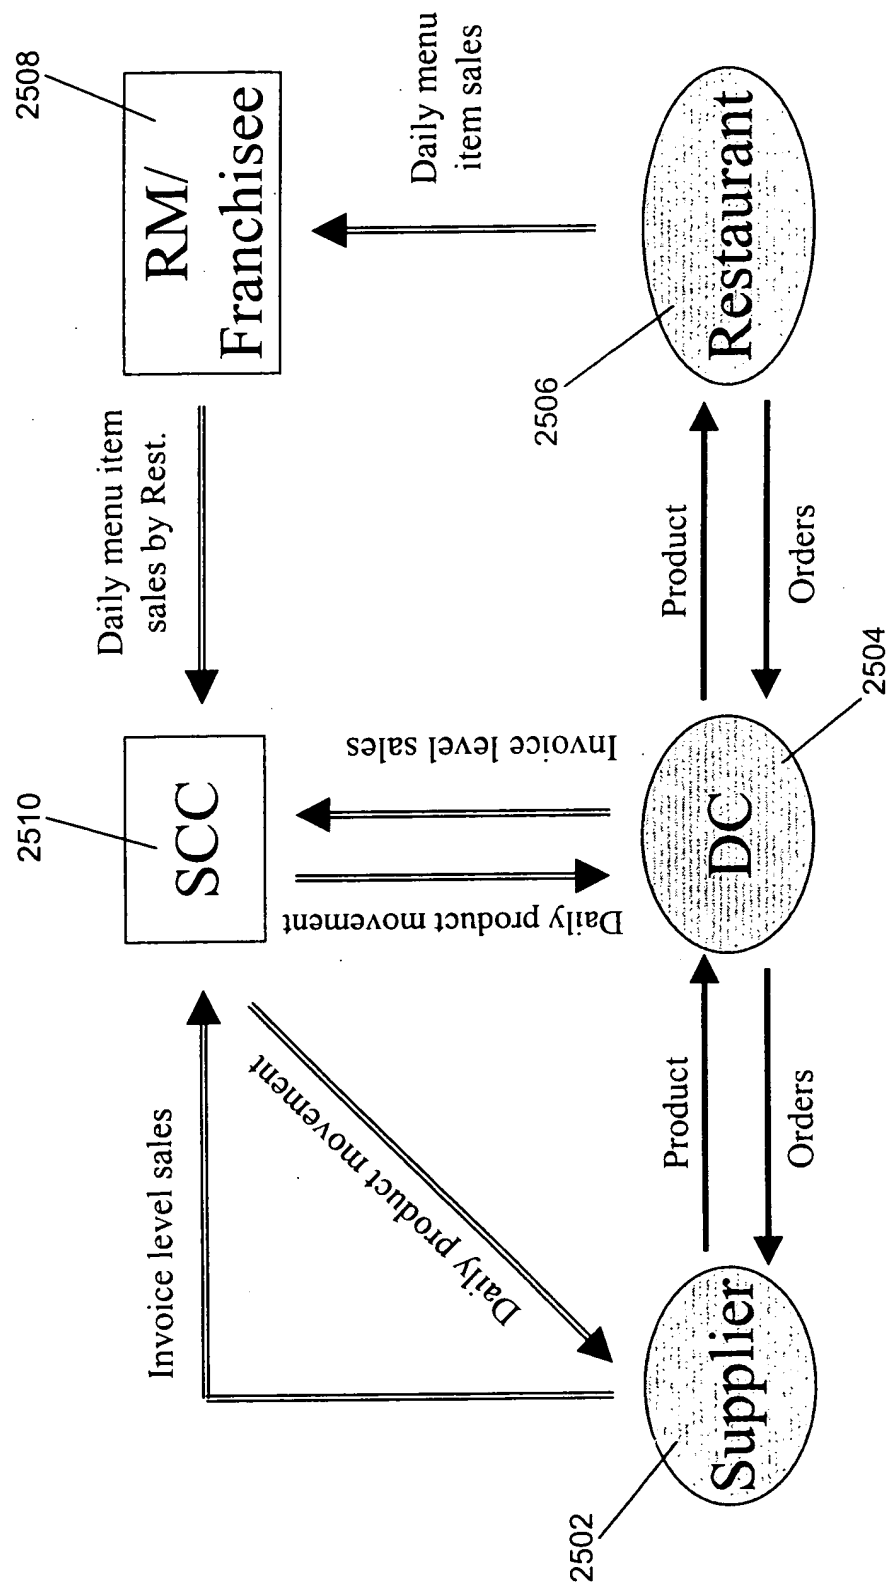 2510
2508
SCC
RM/
Franchisee
Daily menu item
sales by Rest.
Invoice level sales
Daily product movement
Daily product movement
Invoice level sales
Daily menu
item sales
2502
2506
Supplier
Product
Orders
DC
2504
Product
Orders
Restaurant